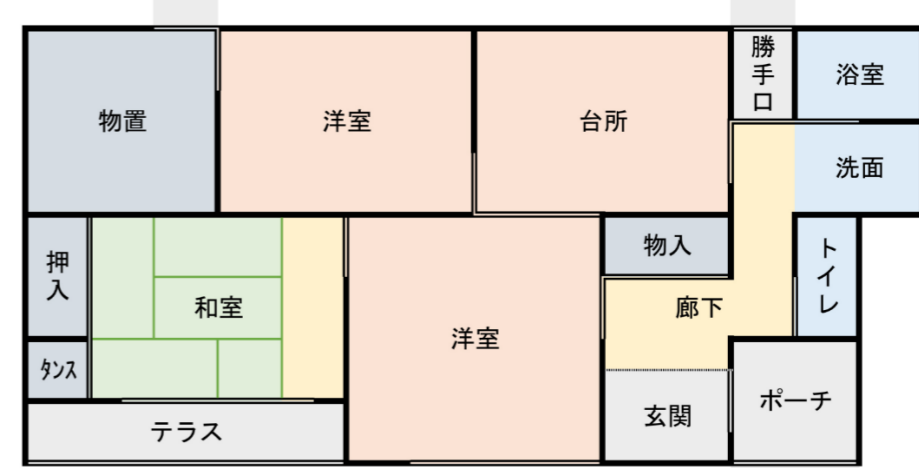 物置
洋室
台所
勝手口
浴室
洗面
押入
和室
洋室
物入
トイレ
廊下
ﾀﾝｽ
テラス
玄関
ポーチ